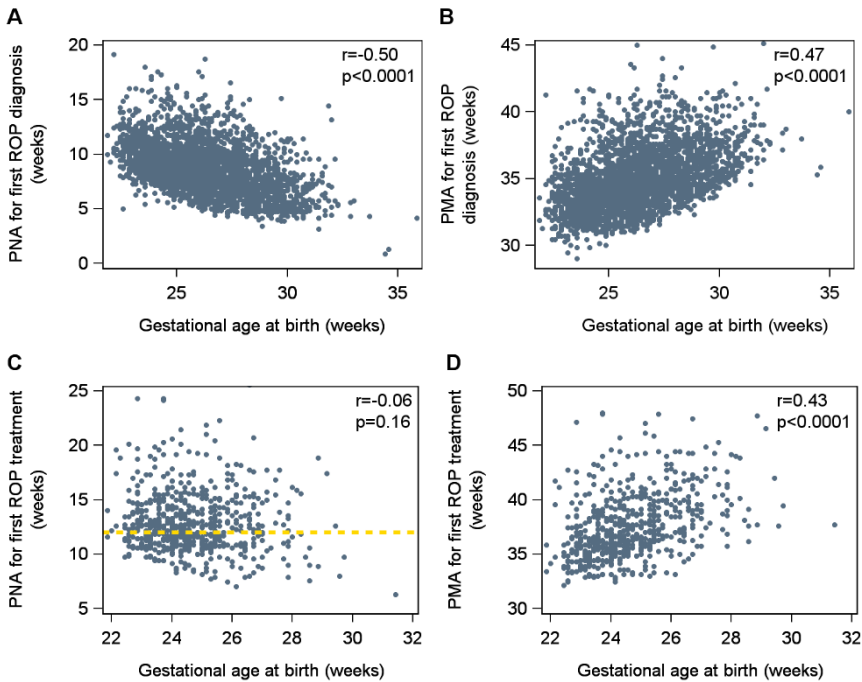 A
PNA for first ROP diagnosis
(weeks)
20
15
10
5
0
r=-0.50
p<0.0001
25
30
35
Gestational age at birth (weeks)
B
PMA for first ROP
diagnosis (weeks)
45
40
35
30
r=0.47
p<0.0001
25
30
35
Gestational age at birth (weeks)
C
PNA for first ROP treatment
(weeks)
25
20
15
10
5
r=-0.06
p=0.16
22
24
26
28
30
32
Gestational age at birth (weeks)
D
PMA for first ROP treatment
(weeks)
50
45
40
35
30
r=0.43
p<0.0001
22
24
26
28
30
32
Gestational age at birth (weeks)